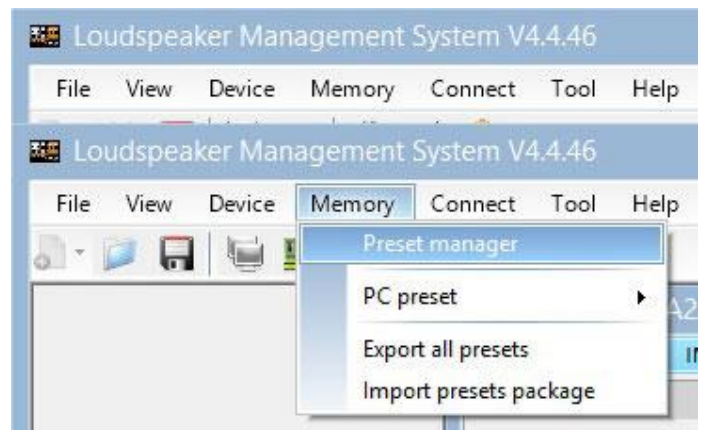 Loudspeaker Management System V4.4.46
File View Device Memory Connect Tool Help
Loudspeaker Management System V4.4.46
File View Device Memory Connect Tool Help
Preset manager
PC preset
Export all presets
Import presets package